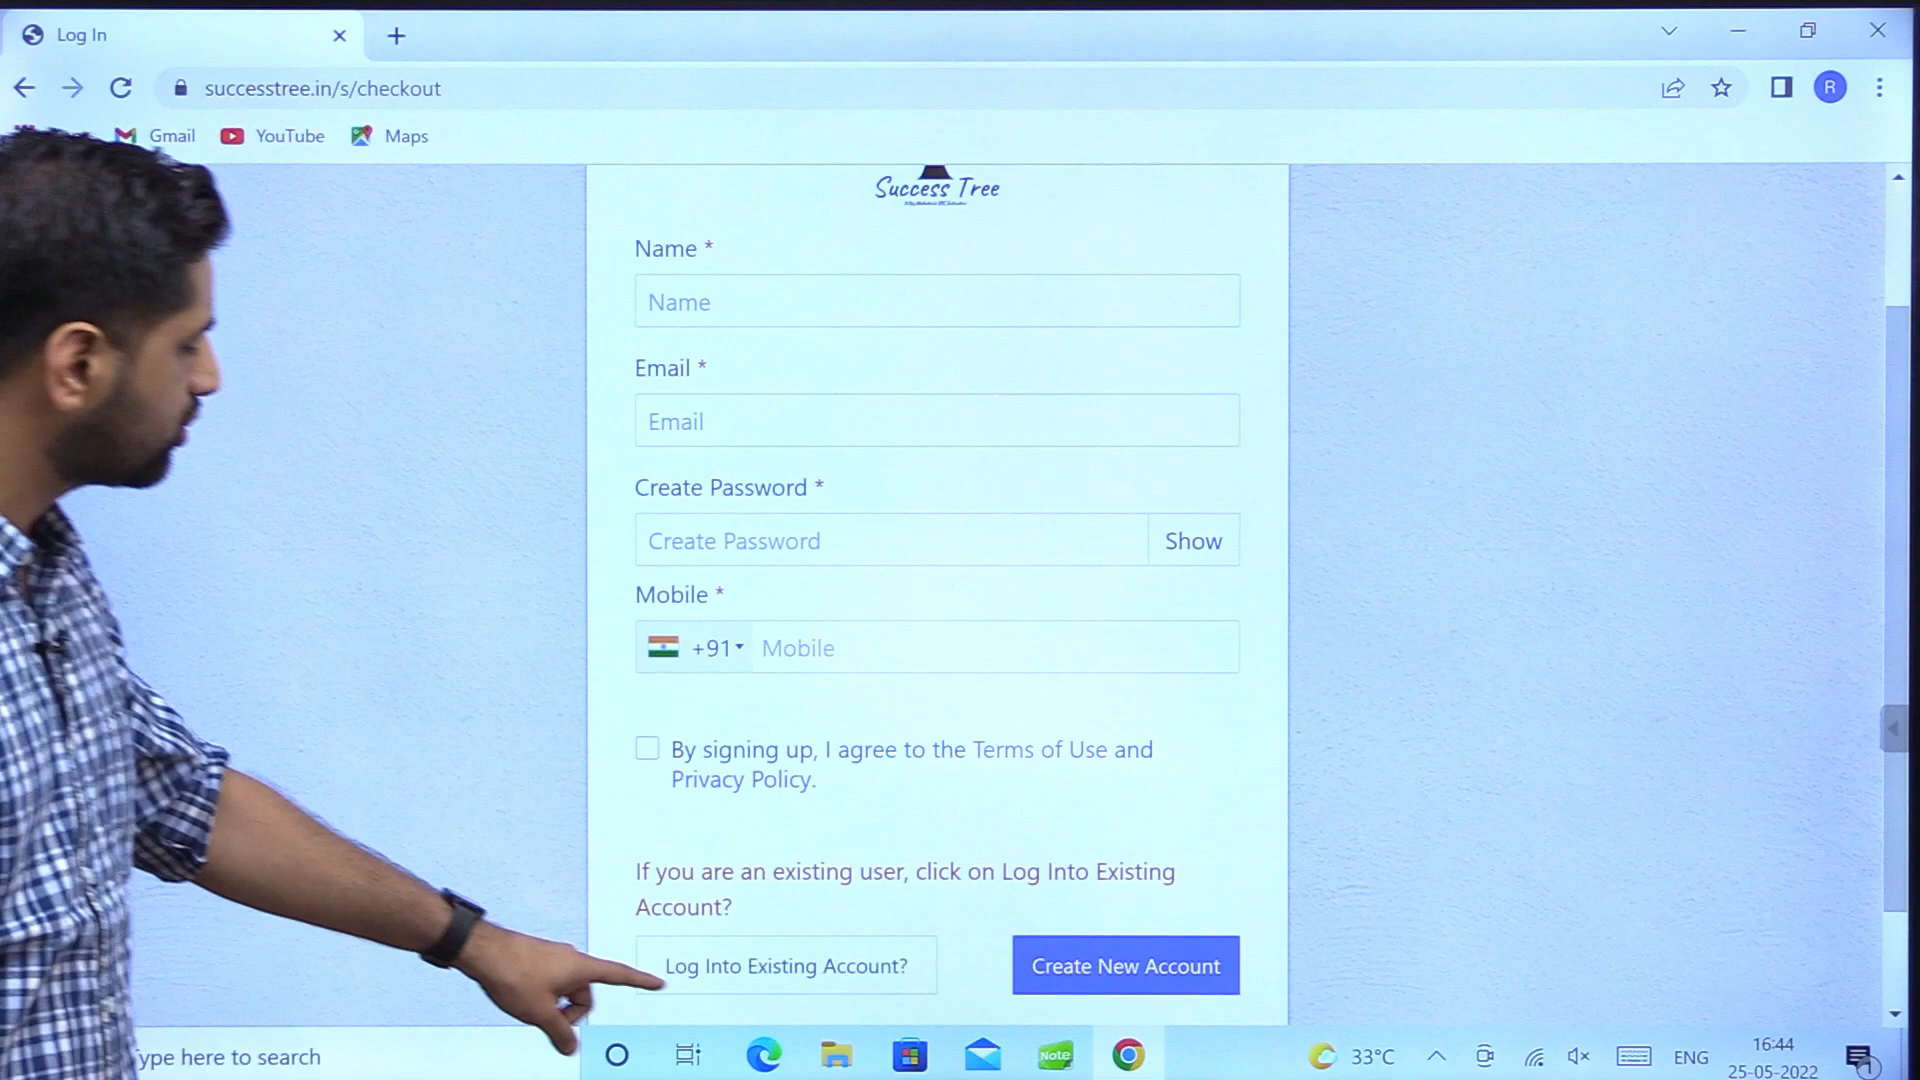 Log In
successtree.in/s/checkout
R
Gmail
YouTube
Maps
Success Tree
Name *
Name
Email *
Email
Create Password *
Create Password
Show
Mobile *
+91
Mobile
By signing up, I agree to the Terms of Use and
Privacy Policy.
If you are an existing user, click on Log Into Existing
Account?
Log Into Existing Account?
Create New Account
ype here to search
Note
33°C
ENG
16:44
25-05-2022
1